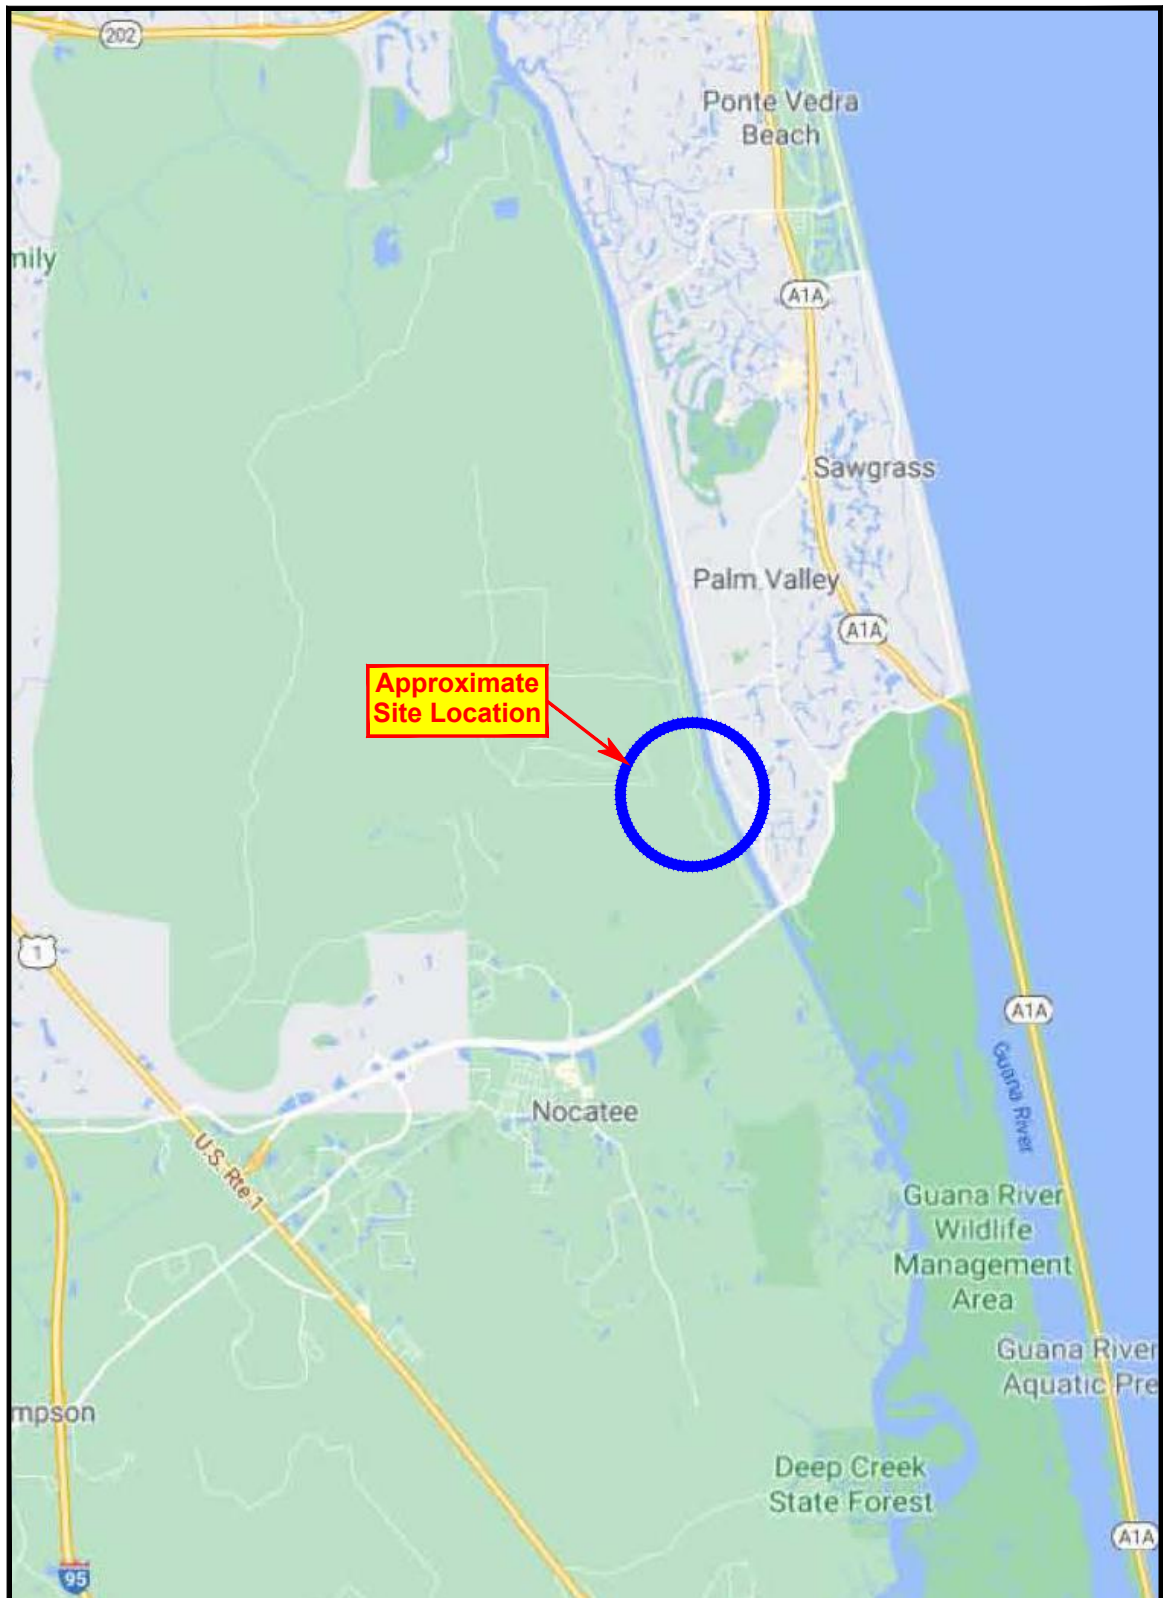 202
Ponte Vedra
Beach
mily
A1A
Sawgrass
Palm Valley
A1A
Approximate
Site Location
1
A1A
Guana River
Nocatee
U.S. Rte 1
Guana River
Wildlife
Management
Area
Guana River
Aquatic Pre
mpson
Deep Creek
State Forest
A1A
95